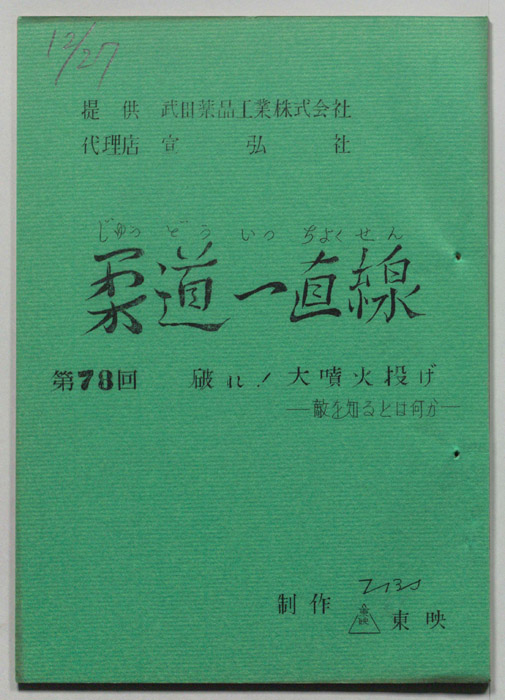 12/27
提供 武田薬品工業株式会社
代理店 宣弘社
じゅう どう いっ ちょくせん
柔道一直線
第78回 破れ！大噴火投げ
―敵を知るとは何か―
TBS
制作 東映 東映